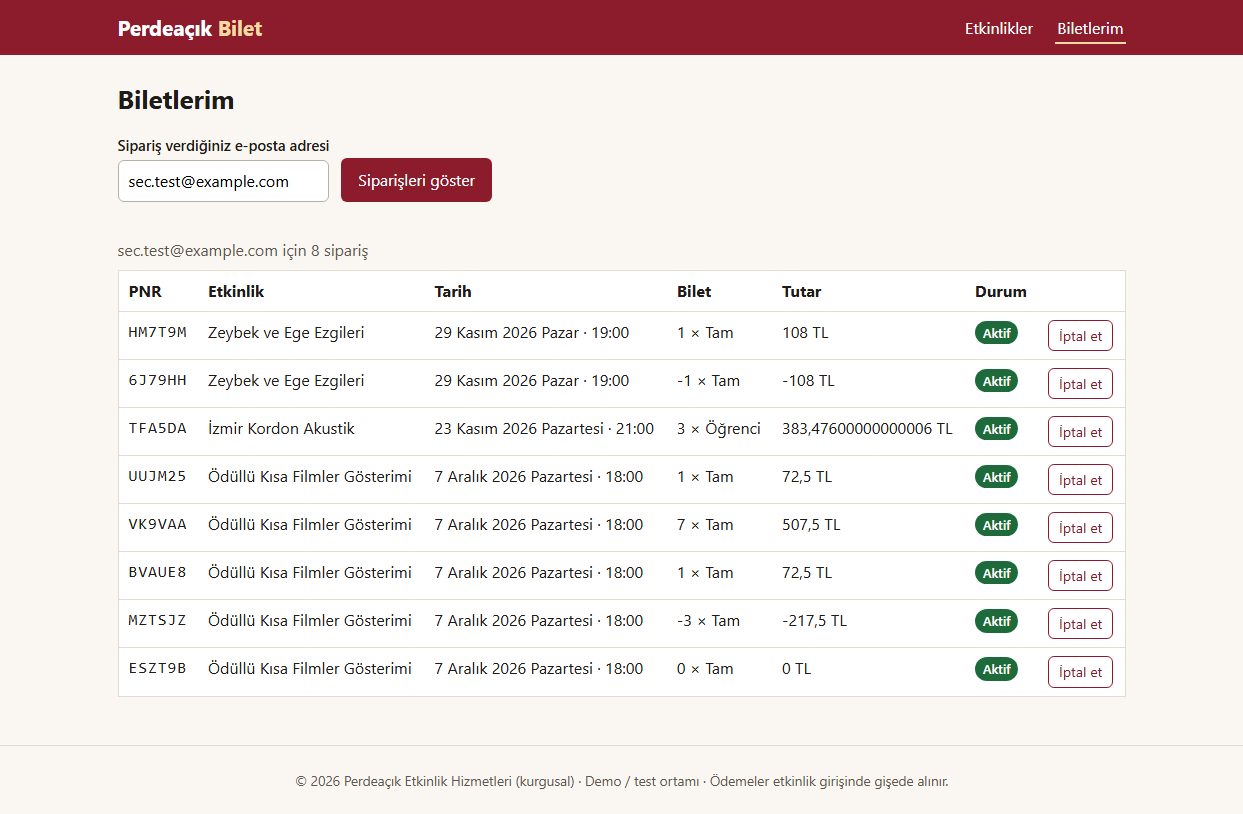 Perdeaçık Bilet
Etkinlikler Biletlerim
Biletlerim
Sipariş verdiğiniz e-posta adresi
sec.test@example.com Siparişleri göster
sec.test@example.com için 8 sipariş
PNR Etkinlik Tarih Bilet Tutar Durum
HM7T9M Zeybek ve Ege Ezgileri 29 Kasım 2026 Pazar · 19:00 1 × Tam 108 TL Aktif İptal et
6J79HH Zeybek ve Ege Ezgileri 29 Kasım 2026 Pazar · 19:00 -1 × Tam -108 TL Aktif İptal et
TFA5DA İzmir Kordon Akustik 23 Kasım 2026 Pazartesi · 21:00 3 × Öğrenci 383,47600000000006 TL Aktif İptal et
UUJM25 Ödüllü Kısa Filmler Gösterimi 7 Aralık 2026 Pazartesi · 18:00 1 × Tam 72,5 TL Aktif İptal et
VK9VAA Ödüllü Kısa Filmler Gösterimi 7 Aralık 2026 Pazartesi · 18:00 7 × Tam 507,5 TL Aktif İptal et
BVAUE8 Ödüllü Kısa Filmler Gösterimi 7 Aralık 2026 Pazartesi · 18:00 1 × Tam 72,5 TL Aktif İptal et
MZTSJZ Ödüllü Kısa Filmler Gösterimi 7 Aralık 2026 Pazartesi · 18:00 -3 × Tam -217,5 TL Aktif İptal et
ESZT9B Ödüllü Kısa Filmler Gösterimi 7 Aralık 2026 Pazartesi · 18:00 0 × Tam 0 TL Aktif İptal et
© 2026 Perdeaçık Etkinlik Hizmetleri (kurgusal) · Demo / test ortamı · Ödemeler etkinlik girişinde gişede alınır.